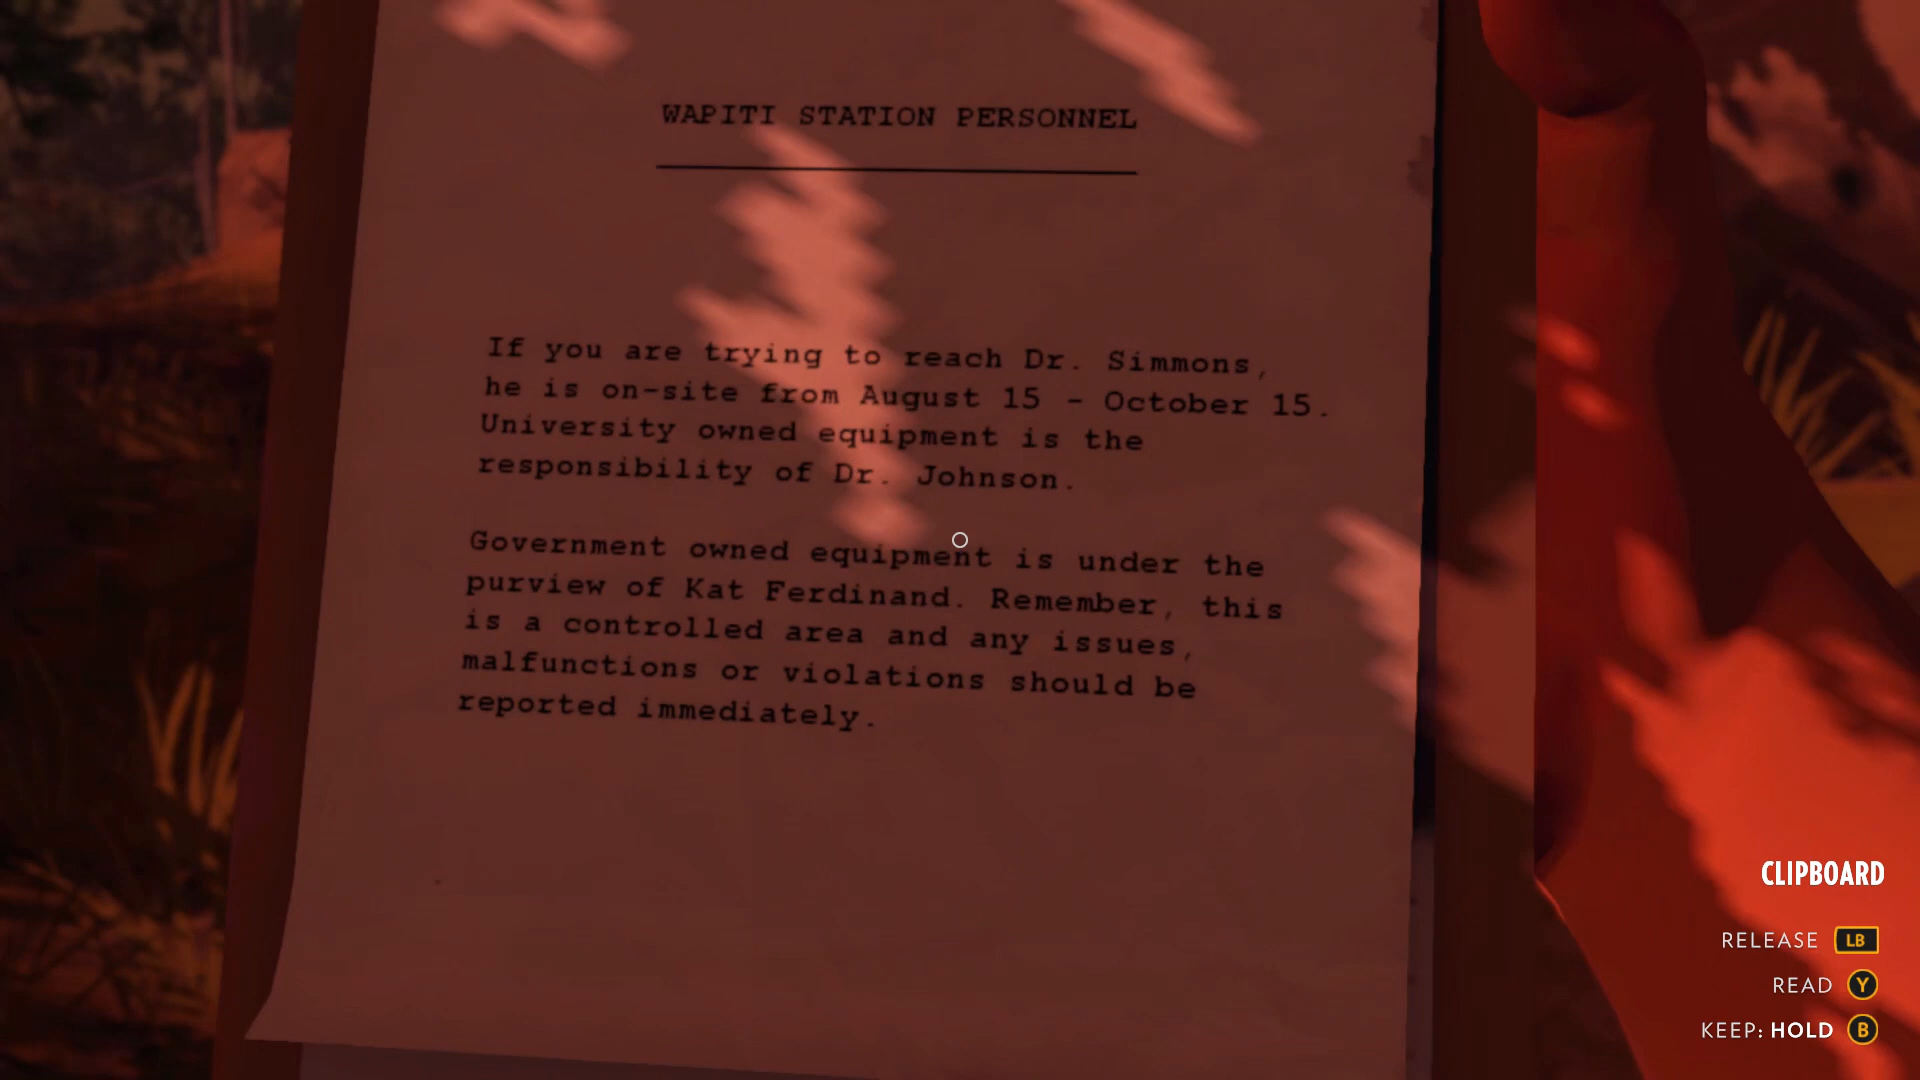 WAPITI STATION PERSONNEL
If you are trying to reach Dr. Simmons,
he is on-site from August 15 - October 15.
University owned equipment is the
responsibility of Dr. Johnson.
Government owned equipment is under the
purview of Kat Ferdinand. Remember, this
is a controlled area and any issues,
malfunctions or violations should be
reported immediately.
CLIPBOARD
RELEASE LB
READ Y
KEEP: HOLD B